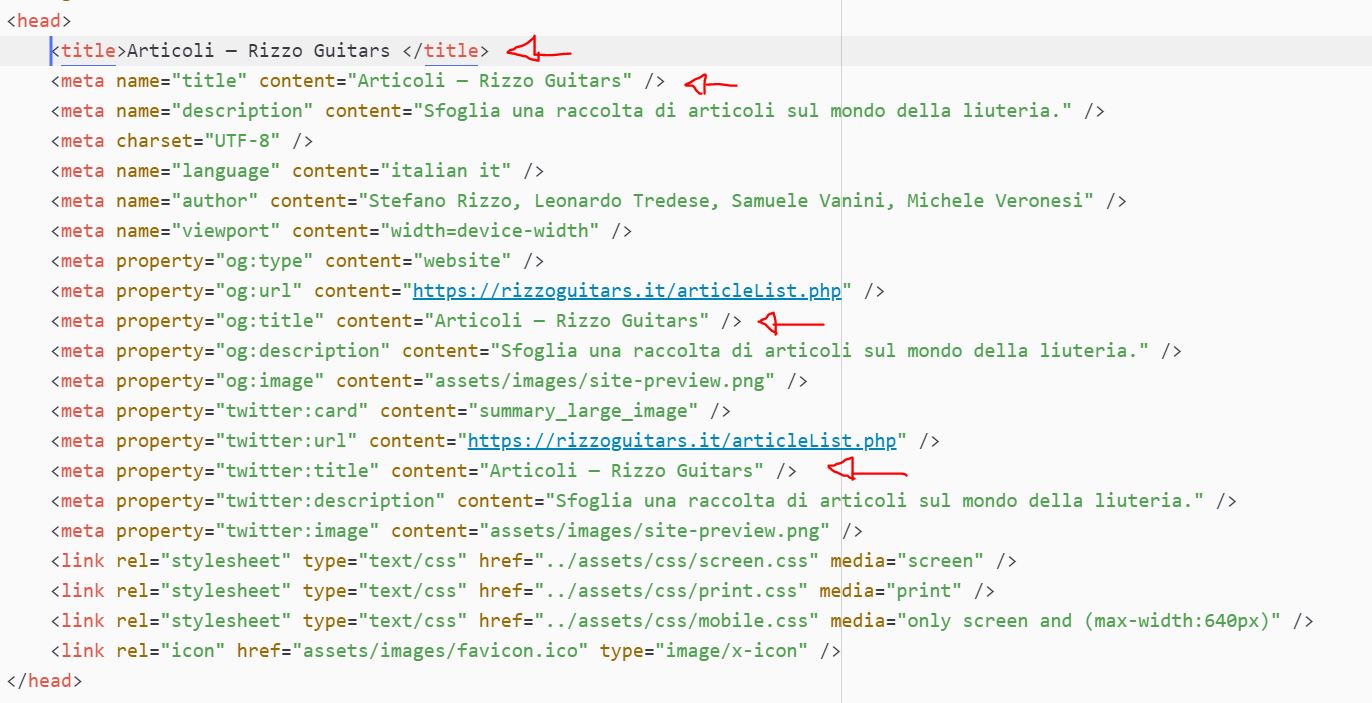 <head>
<title>Articoli — Rizzo Guitars </title>
<meta name="title" content="Articoli — Rizzo Guitars" />
<meta name="description" content="Sfoglia una raccolta di articoli sul mondo della liuteria." />
<meta charset="UTF-8" />
<meta name="language" content="italian it" />
<meta name="author" content="Stefano Rizzo, Leonardo Tredese, Samuele Vanini, Michele Veronesi" />
<meta name="viewport" content="width=device-width" />
<meta property="og:type" content="website" />
<meta property="og:url" content="https://rizzoguitars.it/articleList.php" />
<meta property="og:title" content="Articoli — Rizzo Guitars" />
<meta property="og:description" content="Sfoglia una raccolta di articoli sul mondo della liuteria." />
<meta property="og:image" content="assets/images/site-preview.png" />
<meta property="twitter:card" content="summary_large_image" />
<meta property="twitter:url" content="https://rizzoguitars.it/articleList.php" />
<meta property="twitter:title" content="Articoli — Rizzo Guitars" />
<meta property="twitter:description" content="Sfoglia una raccolta di articoli sul mondo della liuteria." />
<meta property="twitter:image" content="assets/images/site-preview.png" />
<link rel="stylesheet" type="text/css" href="../assets/css/screen.css" media="screen" />
<link rel="stylesheet" type="text/css" href="../assets/css/print.css" media="print" />
<link rel="stylesheet" type="text/css" href="../assets/css/mobile.css" media="only screen and (max-width:640px)" />
<link rel="icon" href="assets/images/favicon.ico" type="image/x-icon" />
</head>